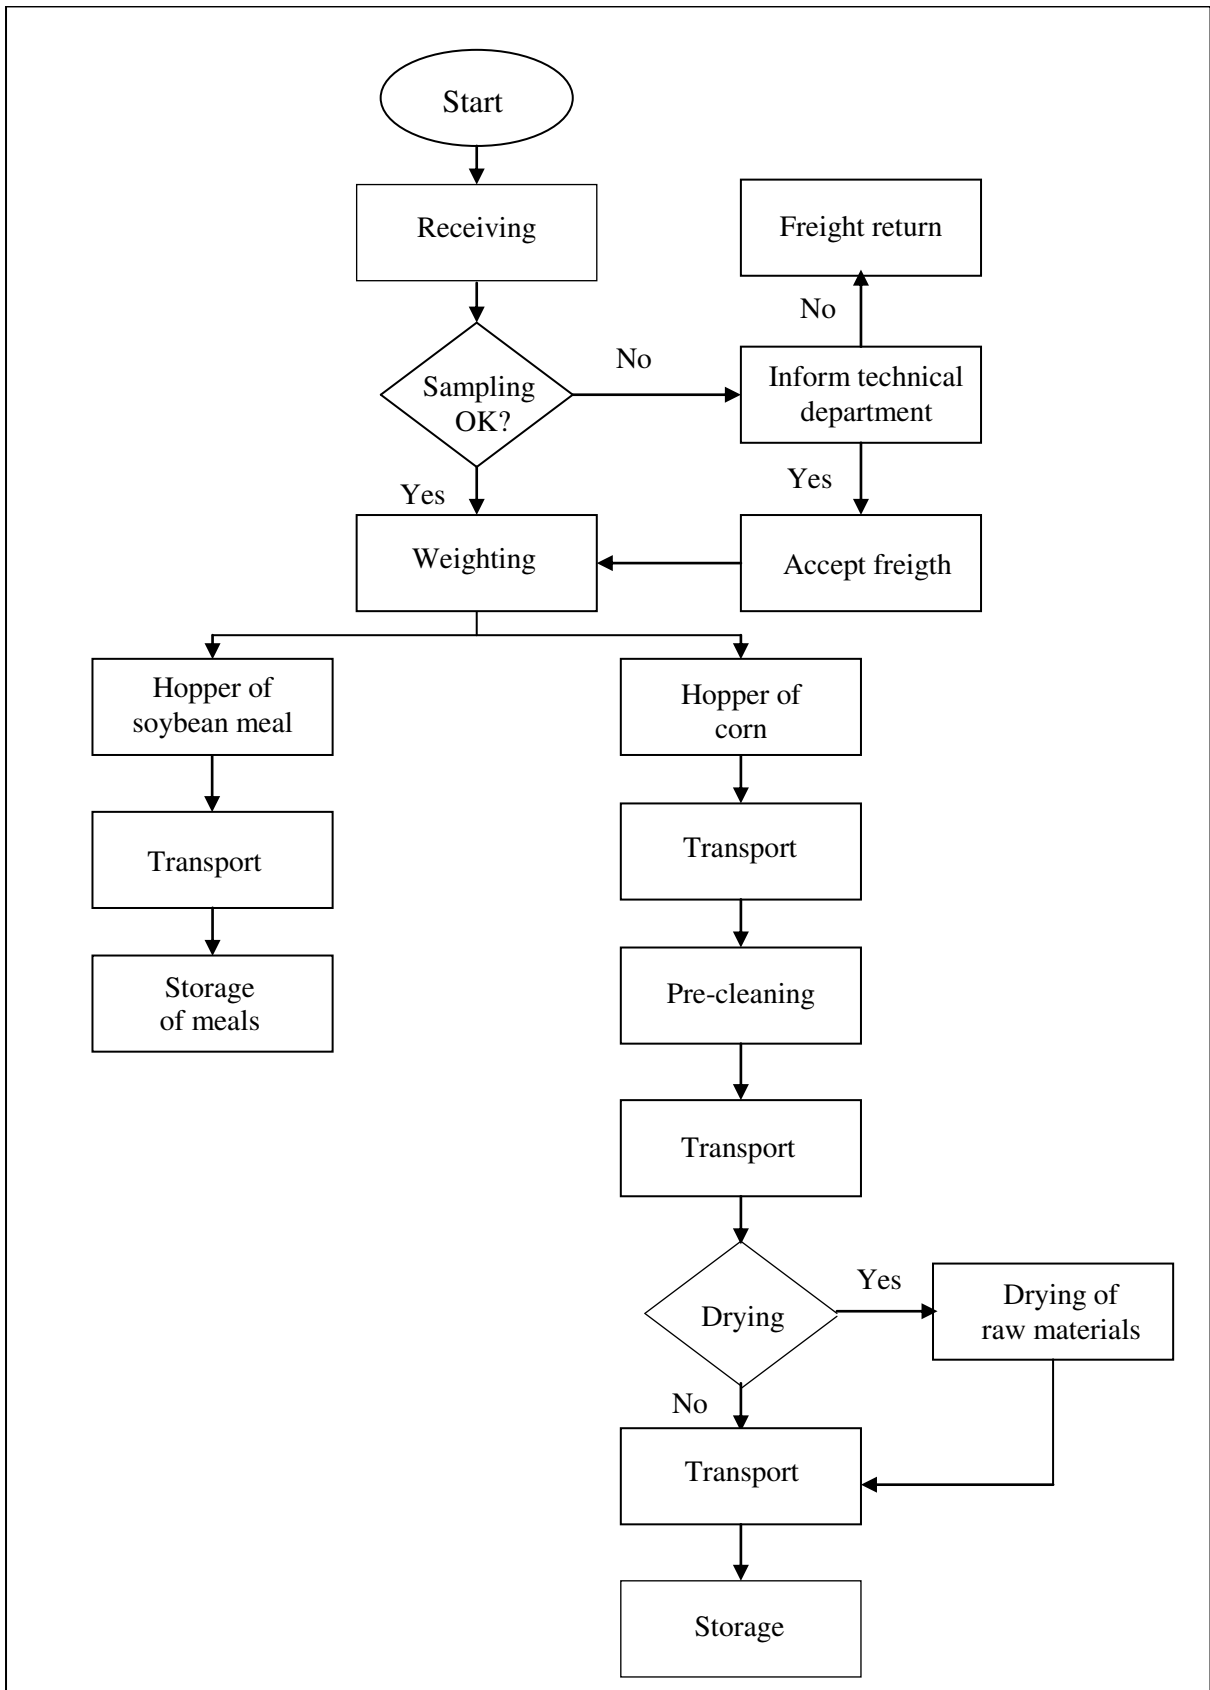 Start
Receiving
Freight return
No
No
Sampling
OK?
Inform technical
department
Yes
Yes
Weighting
Accept freigth
Hopper of
soybean meal
Hopper of
corn
Transport
Transport
Storage
of meals
Pre-cleaning
Transport
Drying
Yes
Drying of
raw materials
No
Transport
Storage